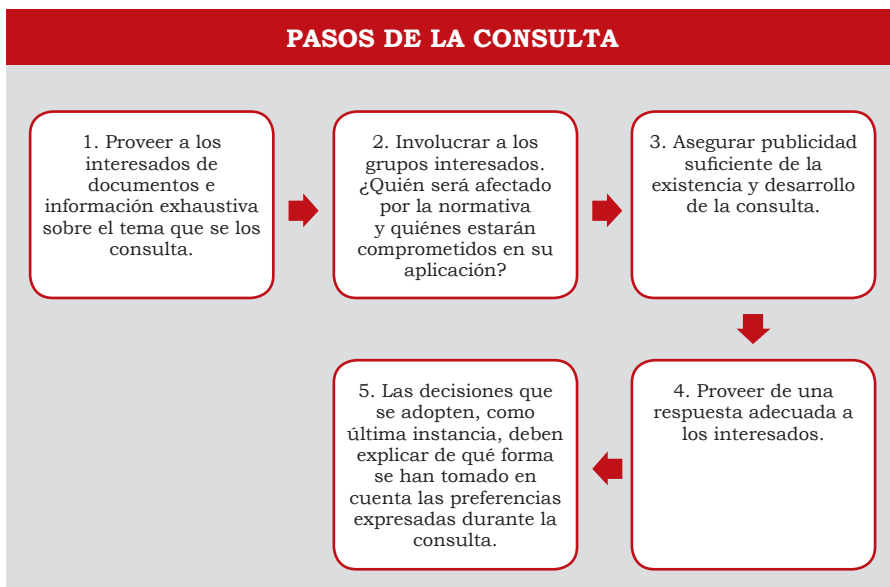 PASOS DE LA CONSULTA
1. Proveer a los
interesados de
documentos e
información exhaustiva
sobre el tema que se los
consulta.
2. Involucrar a los
grupos interesados.
¿Quién será afectado
por la normativa
y quiénes estarán
comprometidos en su
aplicación?
3. Asegurar publicidad
suficiente de la
existencia y desarrollo
de la consulta.
4. Proveer de una
respuesta adecuada a
los interesados.
5. Las decisiones que
se adopten, como
última instancia, deben
explicar de qué forma
se han tomado en
cuenta las preferencias
expresadas durante la
consulta.